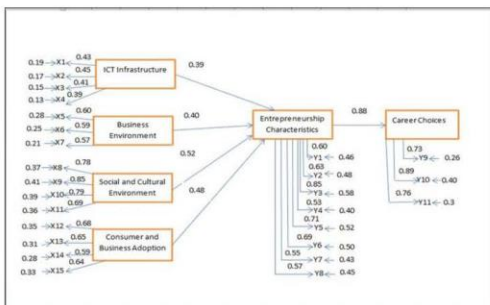 0.19 X1 0.43
0.17 X2 0.45
0.15 X3 0.41
0.13 X4 0.39
ICT Infrastructure
0.39
0.28 X5 0.60
0.25 X6 0.59
0.21 X7 0.57
Business
Environment
0.40
0.37 X8 0.78
0.41 X9 0.85
0.39 X10 0.79
0.36 X11 0.69
Social and Cultural
Environment
0.52
0.35 X12 0.68
0.31 X13 0.65
0.28 X14 0.59
0.33 X15 0.64
Consumer and
Business Adoption
0.48
Entrepreneurship
Characteristics
0.88
Career Choices
0.60
Y1 0.46
0.63
Y2 0.48
0.85
Y3 0.58
0.53
Y4 0.40
0.71
Y5 0.52
0.69
Y6 0.50
0.55
Y7 0.43
0.57
Y8 0.45
0.73
Y9 0.26
0.89
Y10 0.40
0.76
Y11 0.3